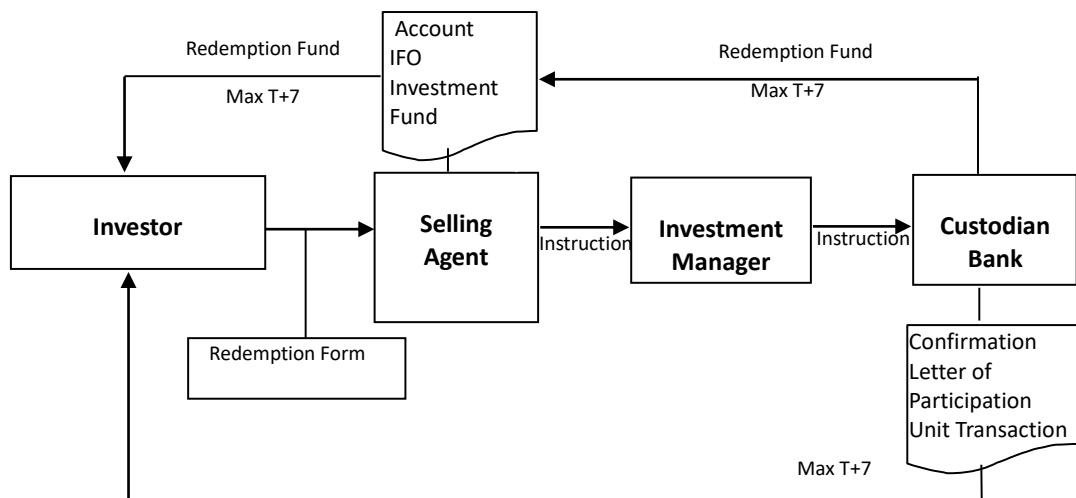 Redemption Fund
Max T+7
Account
IFO
Investment
Fund
Redemption Fund
Max T+7
Investor
Selling
Agent
Instruction
Investment
Manager
Instruction
Custodian
Bank
Redemption Form
Confirmation
Letter of
Participation
Unit Transaction
Max T+7